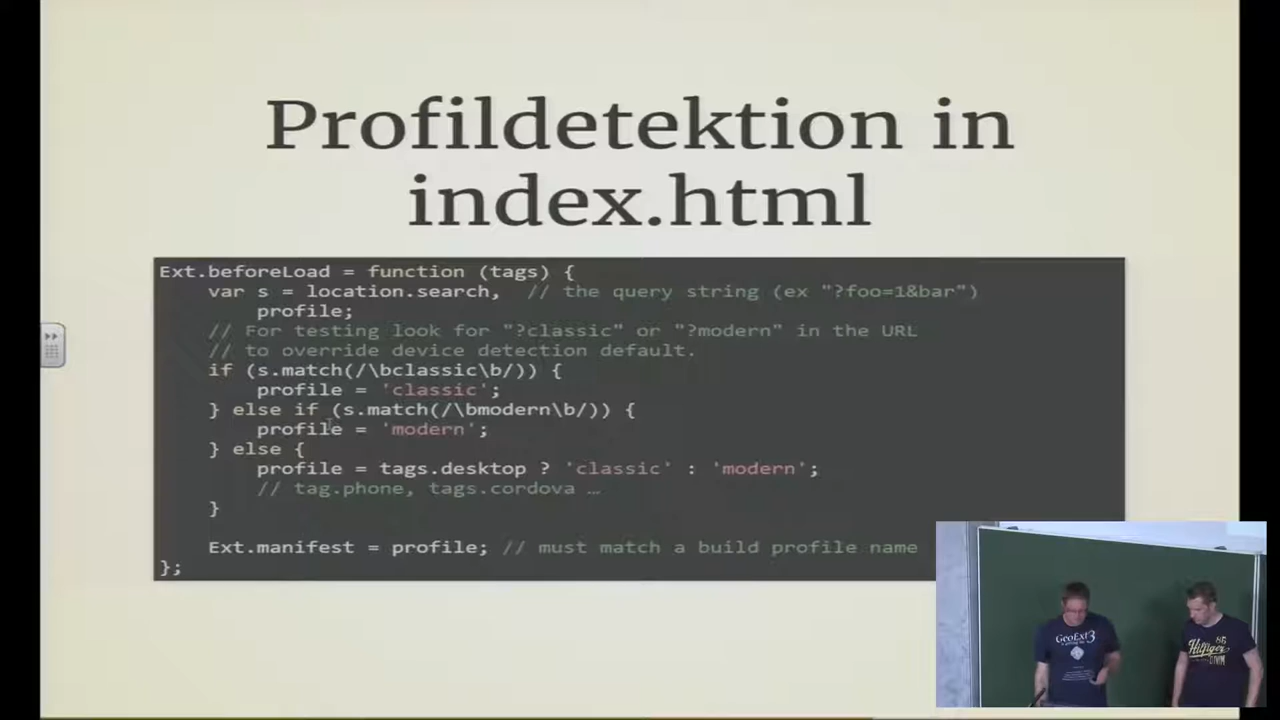 Profildetektion in
index.html
Ext.beforeLoad = function (tags) {
    var s = location.search,  // the query string (ex "?foo=1&bar")
        profile;
    // For testing look for "?classic" or "?modern" in the URL
    // to override device detection default.
    if (s.match(/\bclassic\b/)) {
        profile = 'classic';
    } else if (s.match(/\bmodern\b/)) {
        profile = 'modern';
    } else {
        profile = tags.desktop ? 'classic' : 'modern';
        // tag.phone, tags.cordova …
    }
    Ext.manifest = profile; // must match a build profile name
};
GeoExt3
Hilfiger